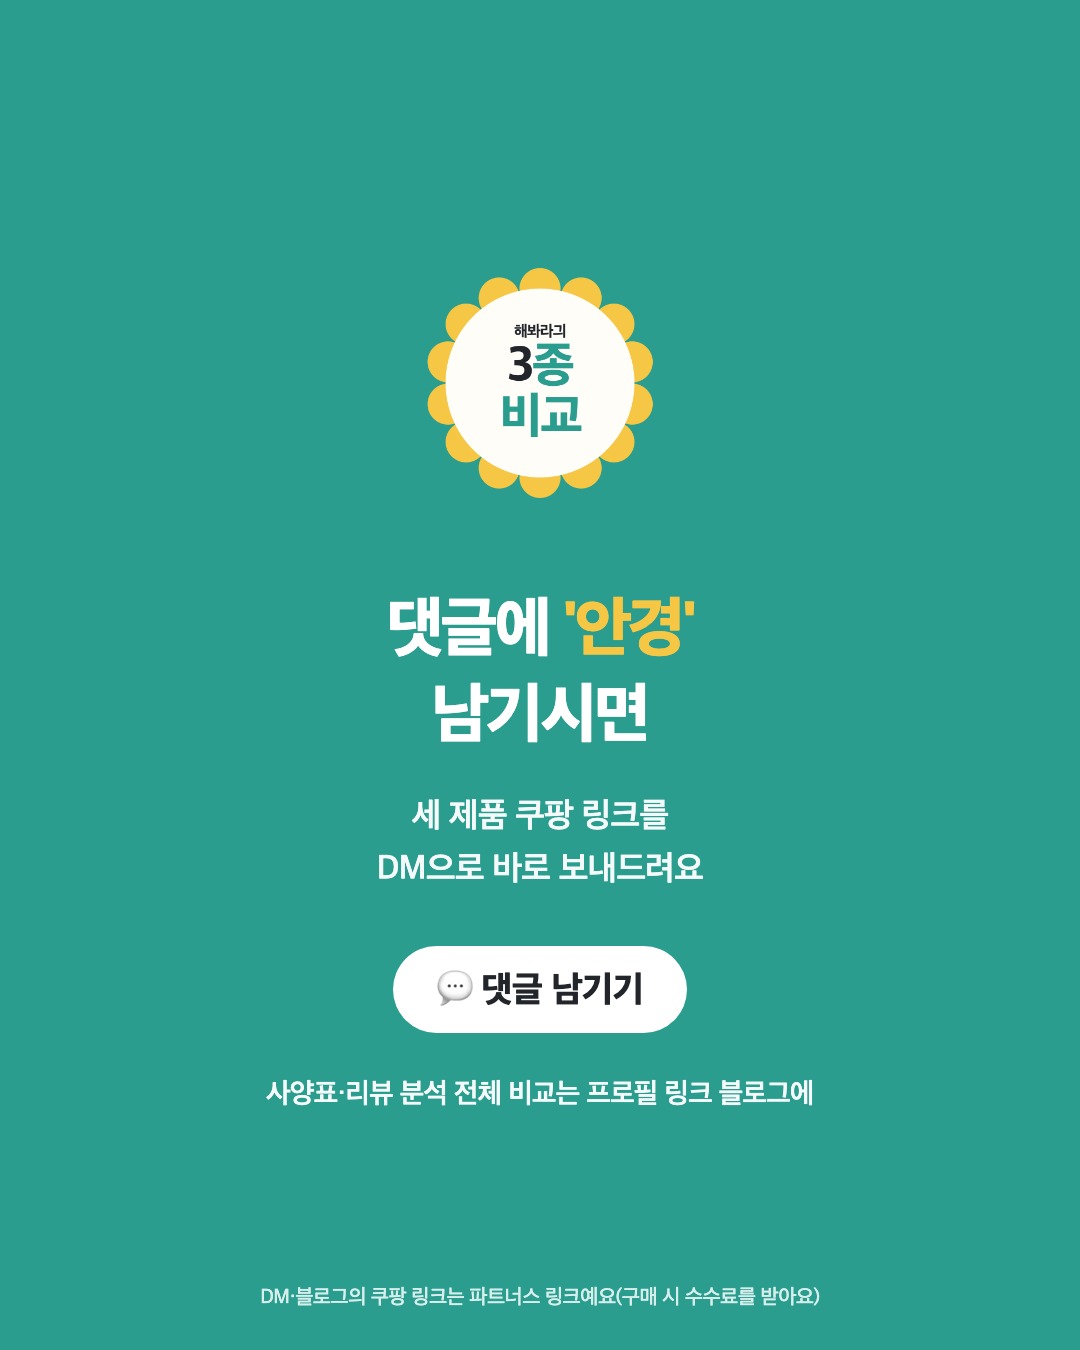 해봐라긔
3종
비교
댓글에 '안경'
남기시면
세 제품 쿠팡 링크를
DM으로 바로 보내드려요
💬 댓글 남기기
사양표·리뷰 분석 전체 비교는 프로필 링크 블로그에
DM·블로그의 쿠팡 링크는 파트너스 링크예요(구매 시 수수료를 받아요)